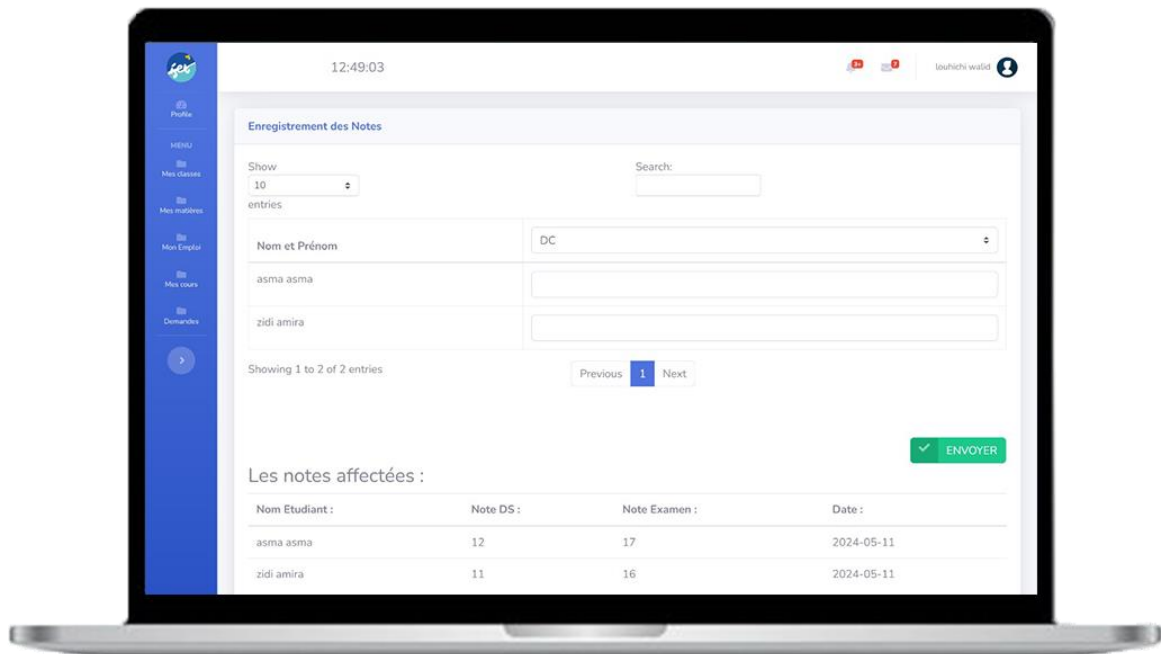 12:49:03
3+
7
louhichi walid
Profile
MENU
Mes classes
Mes matières
Mon Emploi
Mes cours
Demandes
Enregistrement des Notes
Show
10
entries
Search:
Nom et Prénom
DC
asma asma
zidi amira
Showing 1 to 2 of 2 entries
Previous 1 Next
ENVOYER
Les notes affectées :
Nom Etudiant : Note DS : Note Examen : Date :
asma asma 12 17 2024-05-11
zidi amira 11 16 2024-05-11